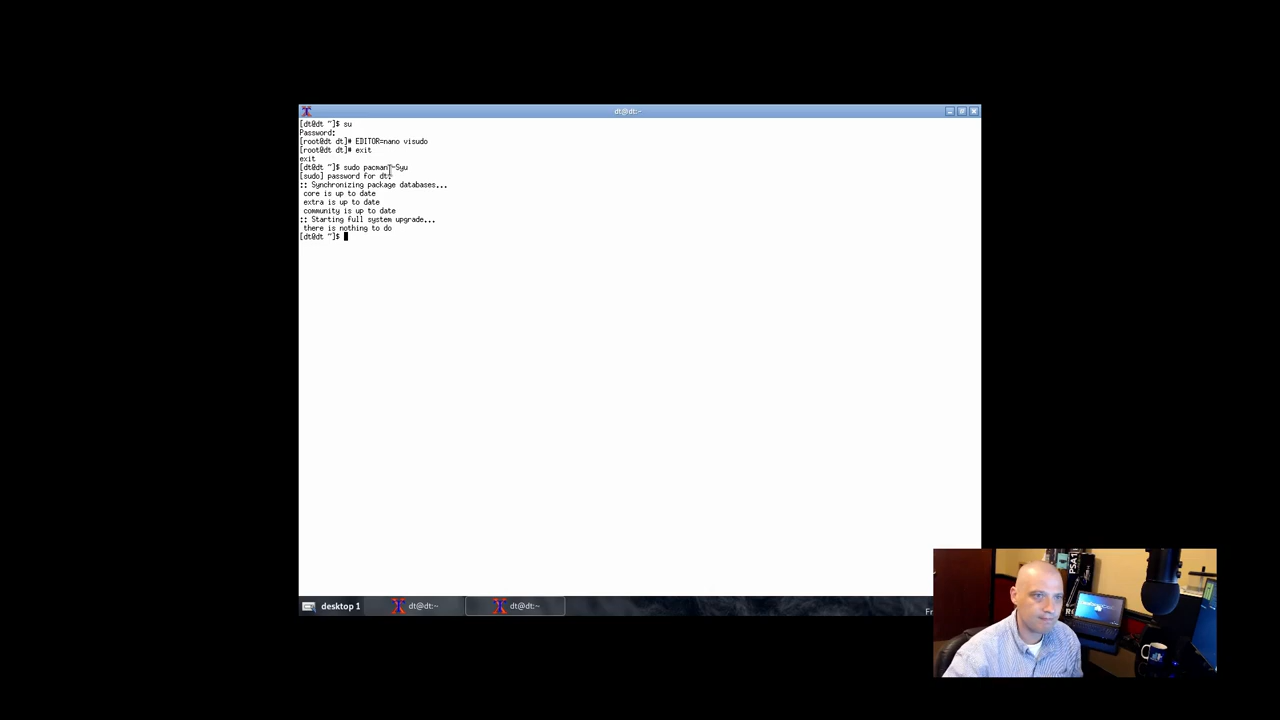 dt@dt:~
[dt@dt ~]$ su
Password:
[root@dt dt]# EDITOR=nano visudo
[root@dt dt]# exit
exit
[dt@dt ~]$ sudo pacman -Syu
[sudo] password for dt:
:: Synchronizing package databases...
core is up to date
extra is up to date
community is up to date
:: Starting full system upgrade...
there is nothing to do
[dt@dt ~]$
desktop 1
dt@dt:~
dt@dt:~
Fr
PSA1